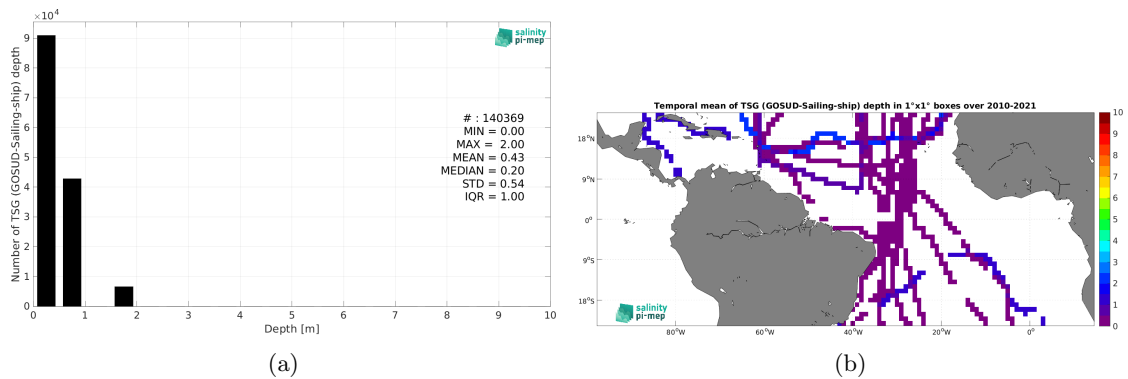 ×10⁴
9
8
7
6
5
4
3
2
1
0
Number of TSG (GOSUD-Sailing-ship) depth
salinity
pi-mep
# : 140369
MIN = 0.00
MAX = 2.00
MEAN = 0.43
MEDIAN = 0.20
STD = 0.54
IQR = 1.00
0 1 2 3 4 5 6 7 8 9 10
Depth [m]
(a)
Temporal mean of TSG (GOSUD-Sailing-ship) depth in 1°x1° boxes over 2010-2021
18°N
9°N
0°
9°S
18°S
80°W 60°W 40°W 20°W 0°W
salinity
pi-mep
10
9
8
7
6
5
4
3
2
1
0
(b)